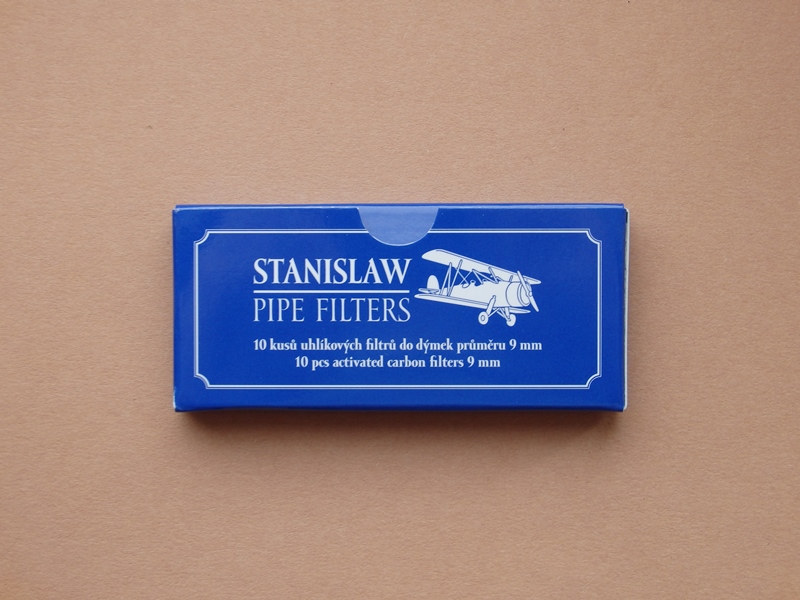 STANISLAW
PIPE FILTERS
10 kusů uhlíkových filtrů do dýmek průměru 9 mm
10 pcs activated carbon filters 9 mm